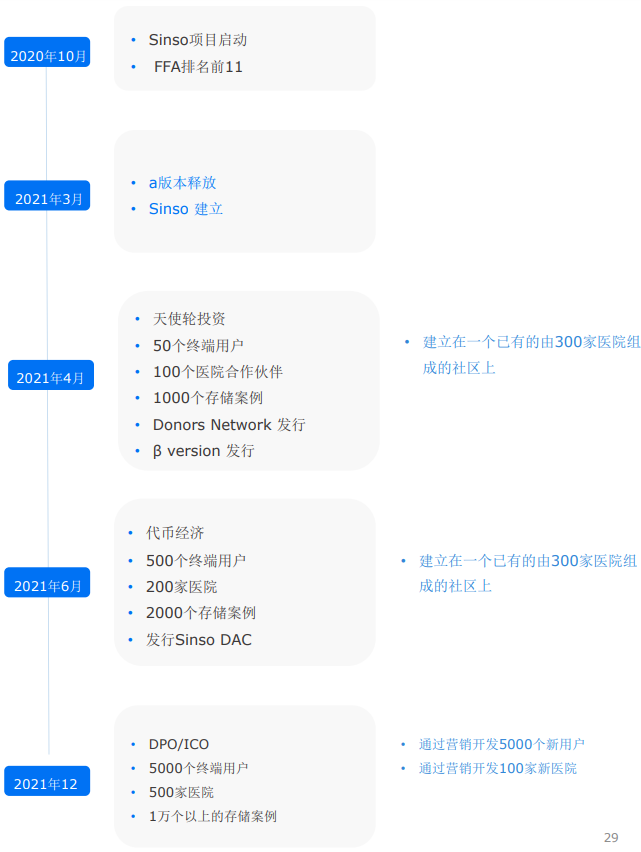 2020年10月
• Sinso项目启动
• FFA排名前11
2021年3月
• a版本释放
• Sinso 建立
2021年4月
• 天使轮投资
• 50个终端用户
• 100个医院合作伙伴
• 1000个存储案例
• Donors Network 发行
• β version 发行
• 建立在一个已有的由300家医院组
成的社区上
2021年6月
• 代币经济
• 500个终端用户
• 200家医院
• 2000个存储案例
• 发行Sinso DAC
• 建立在一个已有的由300家医院组
成的社区上
2021年12
• DPO/ICO
• 5000个终端用户
• 500家医院
• 1万个以上的存储案例
• 通过营销开发5000个新用户
• 通过营销开发100家新医院
29